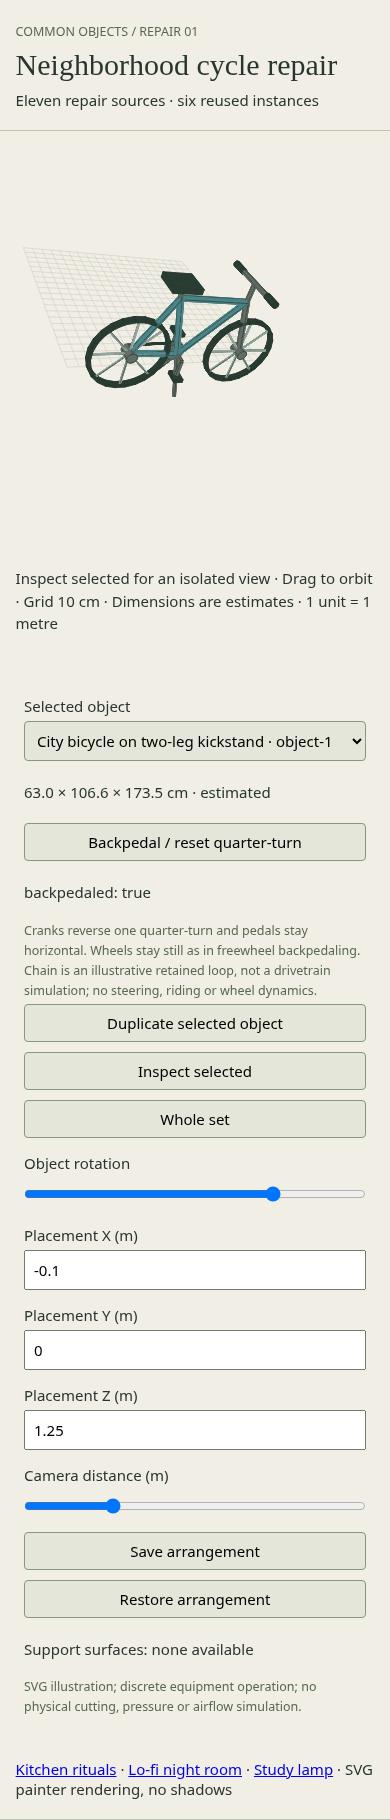 COMMON OBJECTS / REPAIR 01
Neighborhood cycle repair
Eleven repair sources · six reused instances
Inspect selected for an isolated view · Drag to orbit
· Grid 10 cm · Dimensions are estimates · 1 unit = 1
metre
Selected object
City bicycle on two-leg kickstand · object-1
63.0 × 106.6 × 173.5 cm · estimated
Backpedal / reset quarter-turn
backpedaled: true
Cranks reverse one quarter-turn and pedals stay
horizontal. Wheels stay still as in freewheel backpedaling.
Chain is an illustrative retained loop, not a drivetrain
simulation; no steering, riding or wheel dynamics.
Duplicate selected object
Inspect selected
Whole set
Object rotation
Placement X (m)
-0.1
Placement Y (m)
0
Placement Z (m)
1.25
Camera distance (m)
Save arrangement
Restore arrangement
Support surfaces: none available
SVG illustration; discrete equipment operation; no
physical cutting, pressure or airflow simulation.
Kitchen rituals · Lo-fi night room · Study lamp · SVG
painter rendering, no shadows